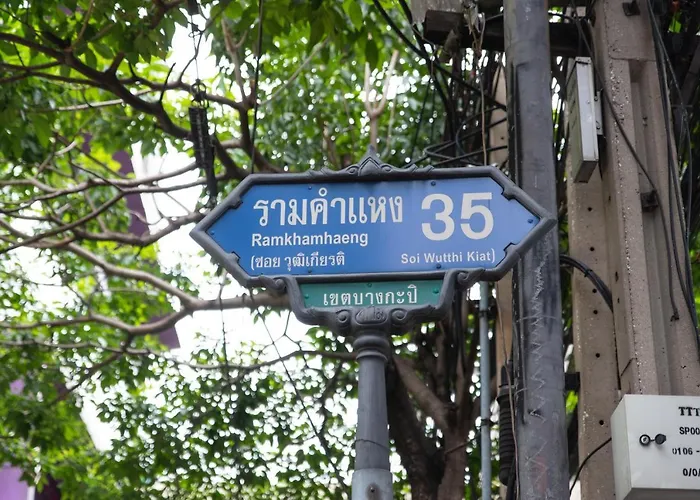 รามคำแหง 35
Ramkhamhaeng
(ซอย วุฒิเกียรติ Soi Wutthi Kiat)
เขตบางกะปิ